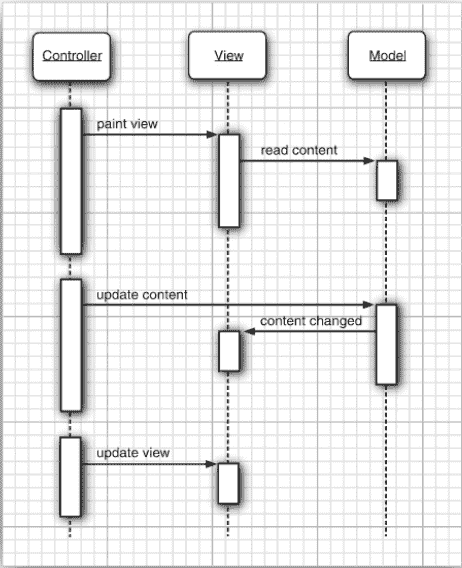 Controller
View
Model
paint view
read content
update content
content changed
update view